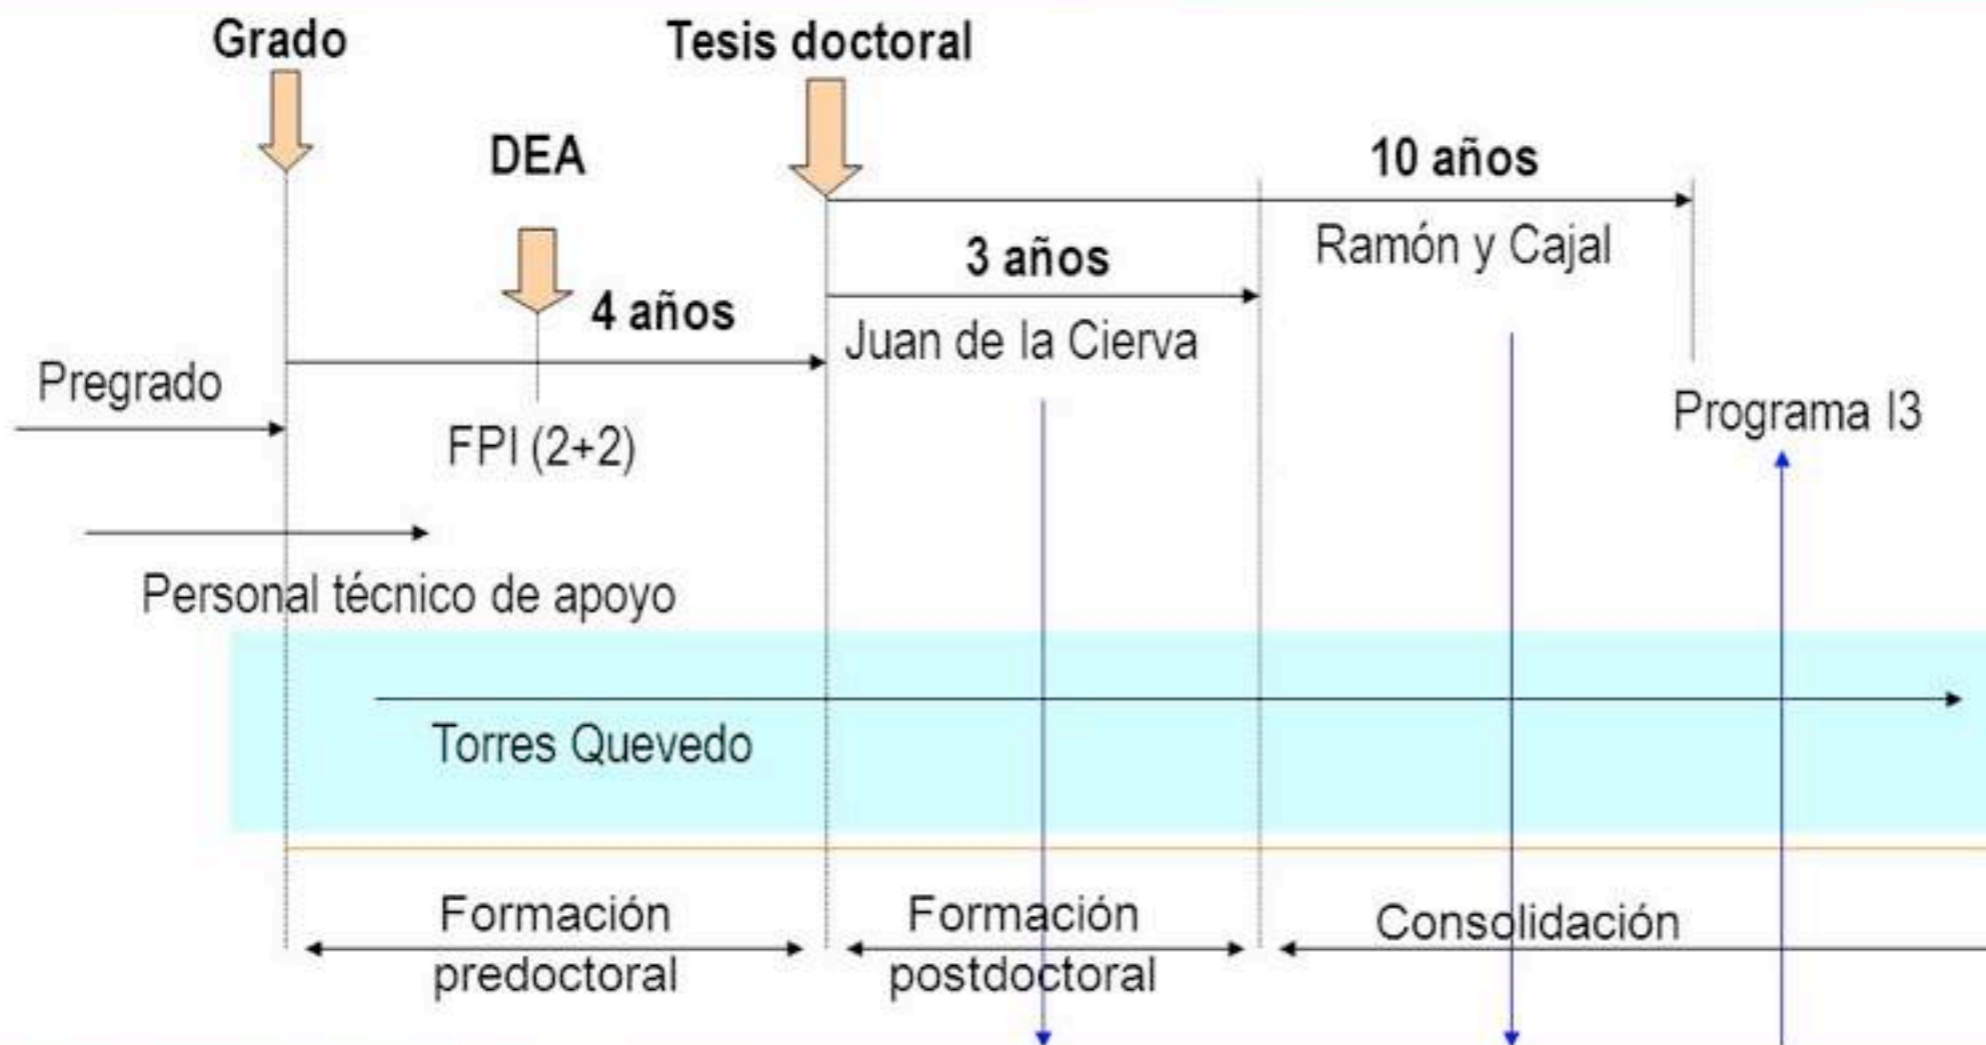 Grado
Tesis doctoral
DEA
10 años
Ramón y Cajal
3 años
4 años
Juan de la Cierva
Pregrado
Programa I3
FPI (2+2)
Personal técnico de apoyo
Torres Quevedo
Formación
predoctoral
Formación
postdoctoral
Consolidación